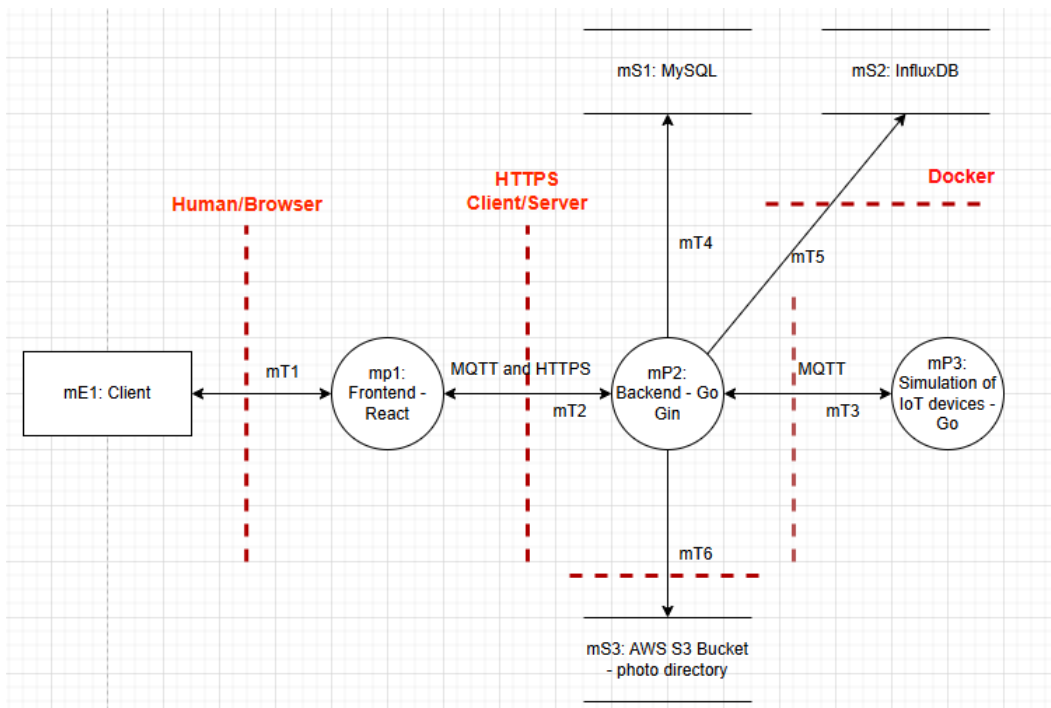 mS1: MySQL
mS2: InfluxDB
Docker
HTTPS
Client/Server
Human/Browser
mT4
mT5
mE1: Client
mT1
mp1:
Frontend -
React
MQTT and HTTPS
mT2
mP2:
Backend - Go
Gin
MQTT
mT3
mP3:
Simulation of
IoT devices -
Go
mT6
mS3: AWS S3 Bucket
- photo directory